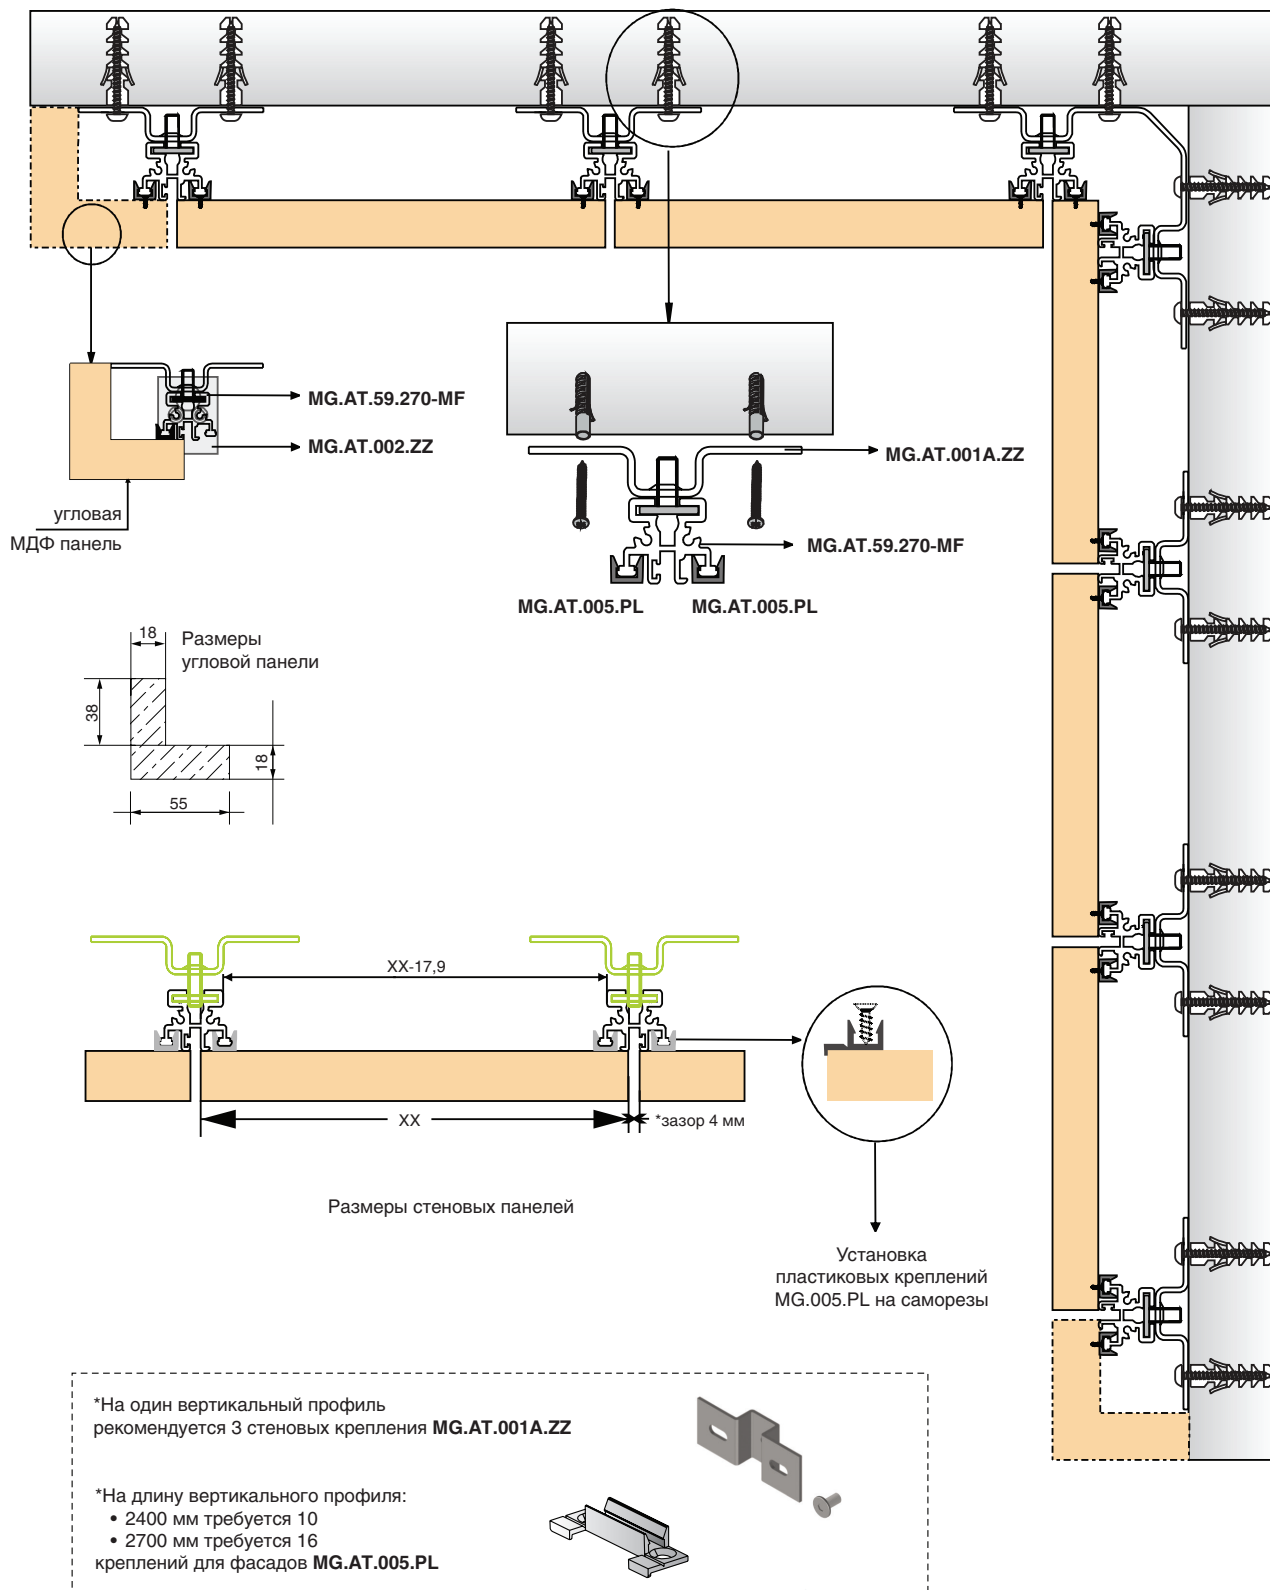 MG.AT.59.270-MF
MG.AT.002.ZZ
угловая
МДФ панель
MG.AT.001A.ZZ
MG.AT.59.270-MF
MG.AT.005.PL
MG.AT.005.PL
18
Размеры
угловой панели
38
18
55
XX-17,9
XX
*зазор 4 мм
Размеры стеновых панелей
Установка
пластиковых креплений
MG.005.PL на саморезы
*На один вертикальный профиль
рекомендуется 3 стеновых крепления MG.AT.001A.ZZ
*На длину вертикального профиля:
• 2400 мм требуется 10
• 2700 мм требуется 16
креплений для фасадов MG.AT.005.PL